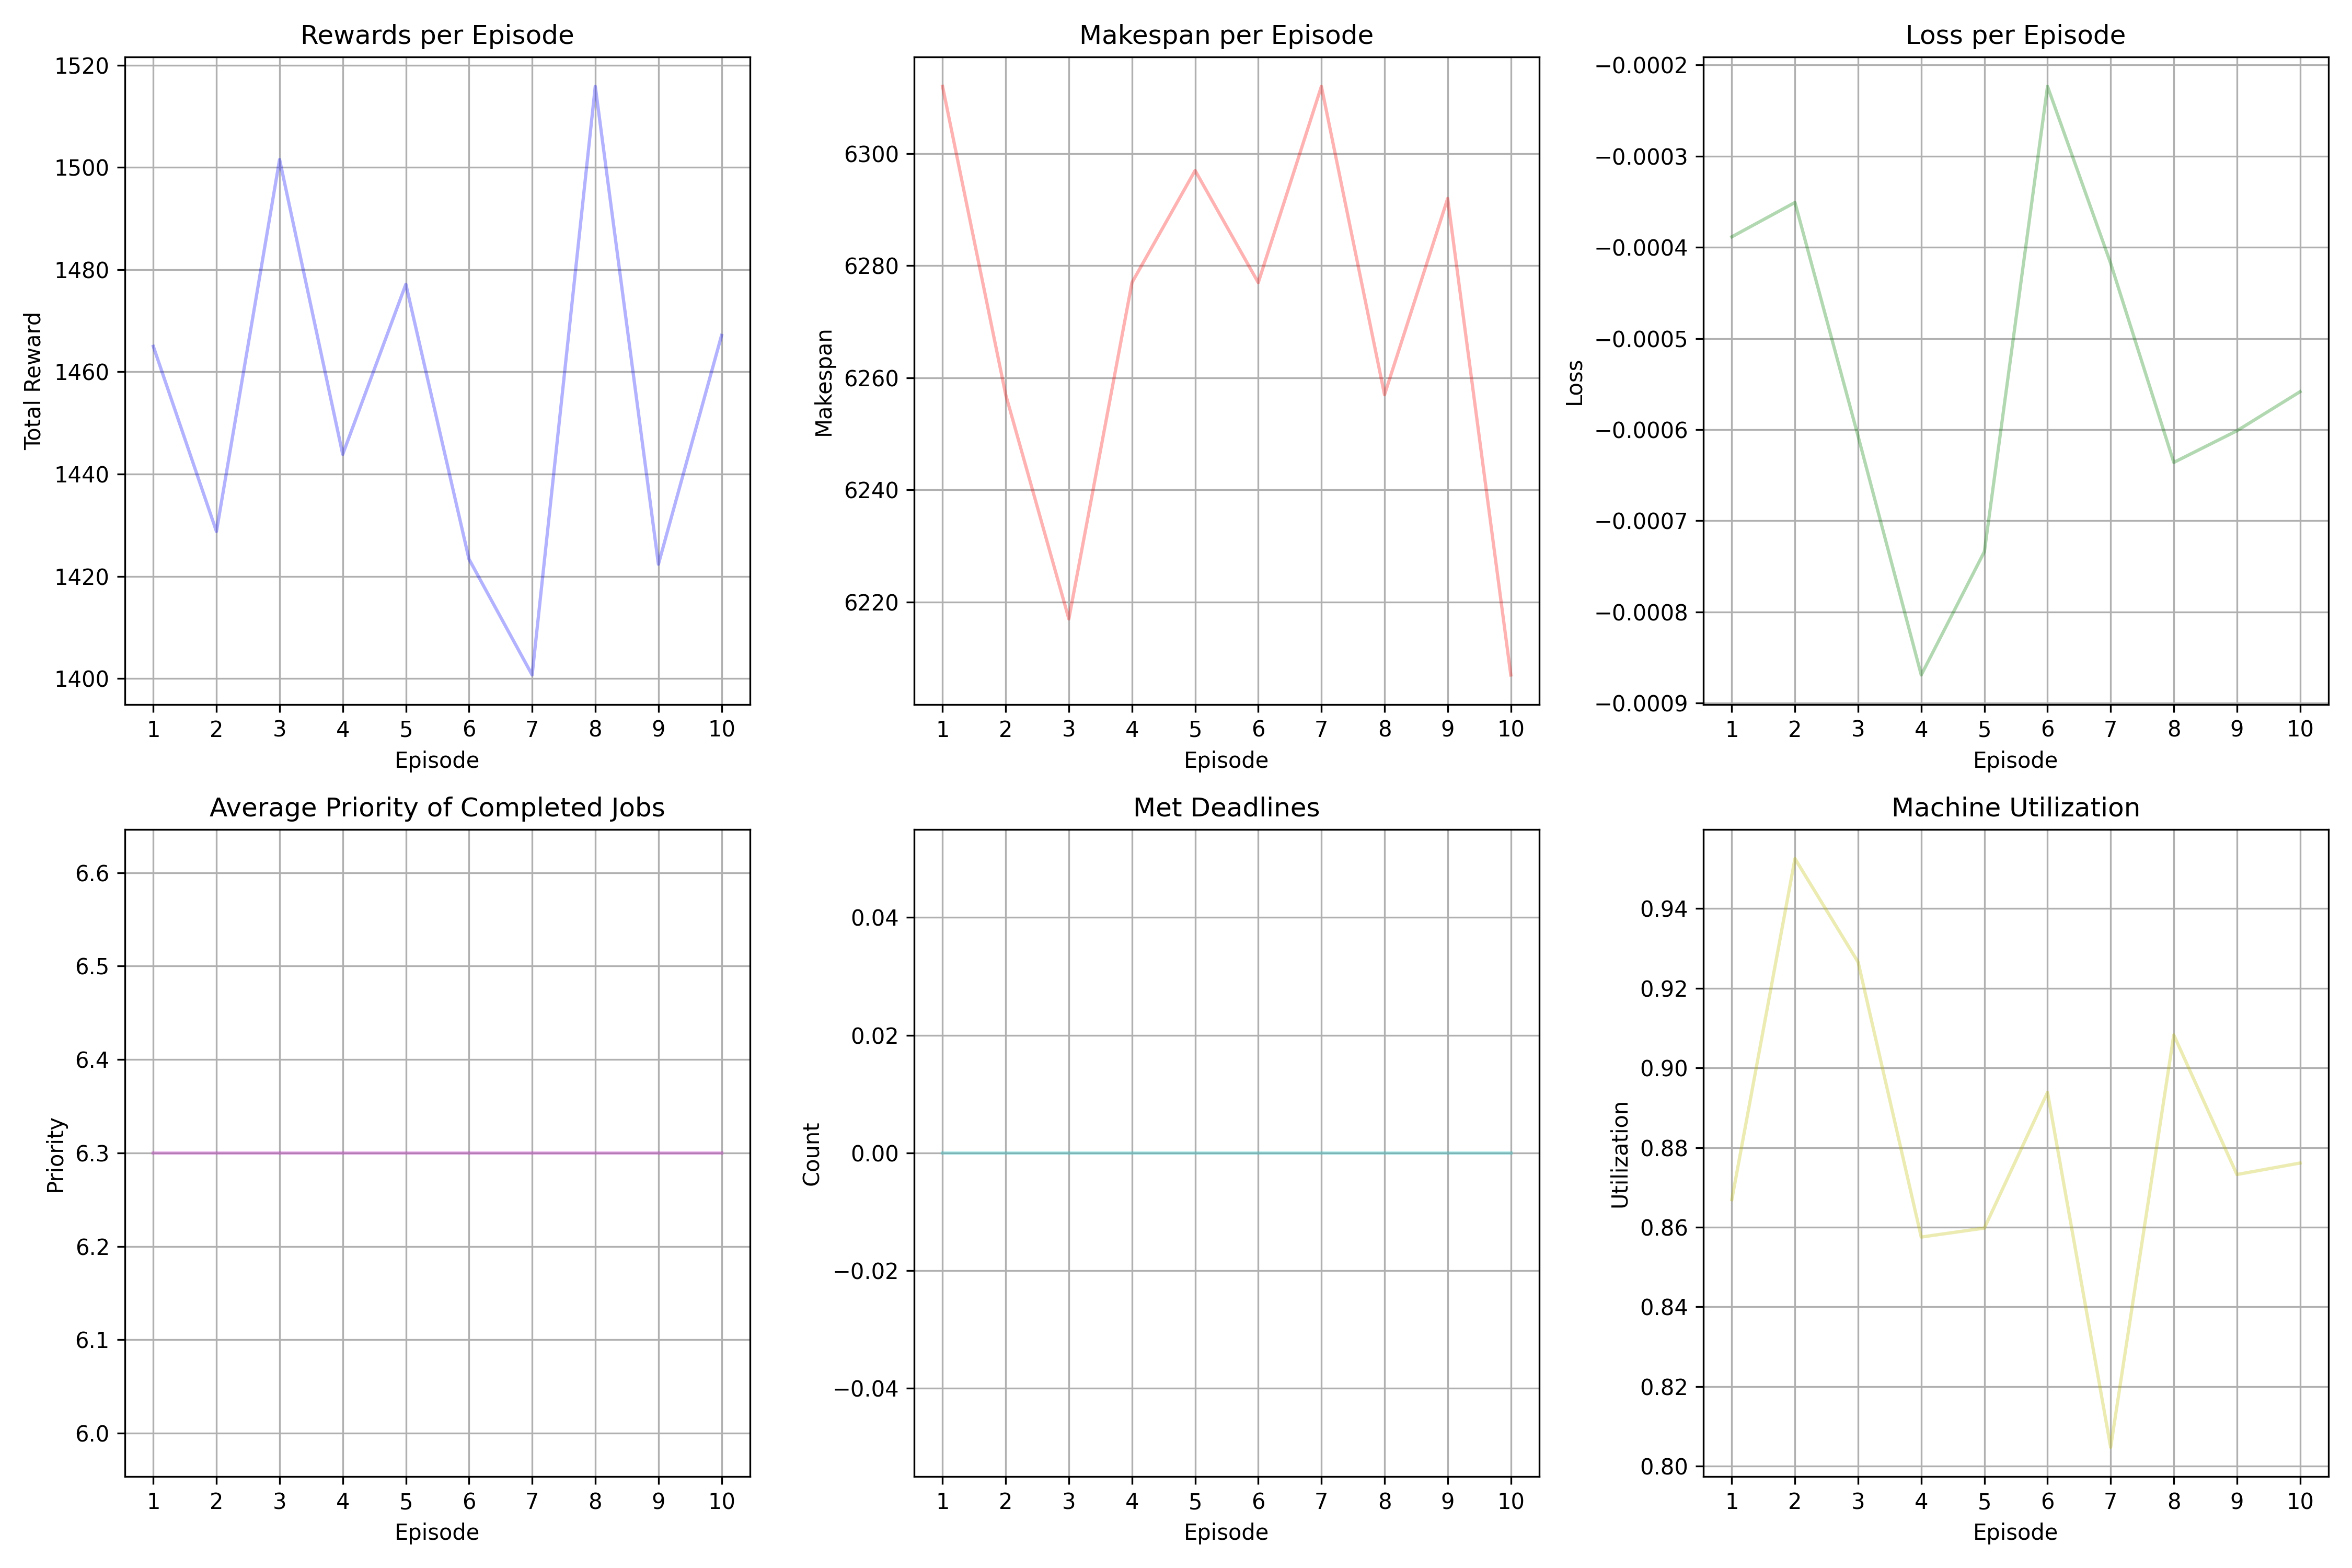 Rewards per Episode
1520
1500
1480
1460
1440
1420
1400
Total Reward
1 2 3 4 5 6 7 8 9 10
Episode
Makespan per Episode
6300
6280
6260
6240
6220
Makespan
1 2 3 4 5 6 7 8 9 10
Episode
Loss per Episode
−0.0002
−0.0003
−0.0004
−0.0005
−0.0006
−0.0007
−0.0008
−0.0009
Loss
1 2 3 4 5 6 7 8 9 10
Episode
Average Priority of Completed Jobs
6.6
6.5
6.4
6.3
6.2
6.1
6.0
Priority
1 2 3 4 5 6 7 8 9 10
Episode
Met Deadlines
0.04
0.02
0.00
−0.02
−0.04
Count
1 2 3 4 5 6 7 8 9 10
Episode
Machine Utilization
0.94
0.92
0.90
0.88
0.86
0.84
0.82
0.80
Utilization
1 2 3 4 5 6 7 8 9 10
Episode